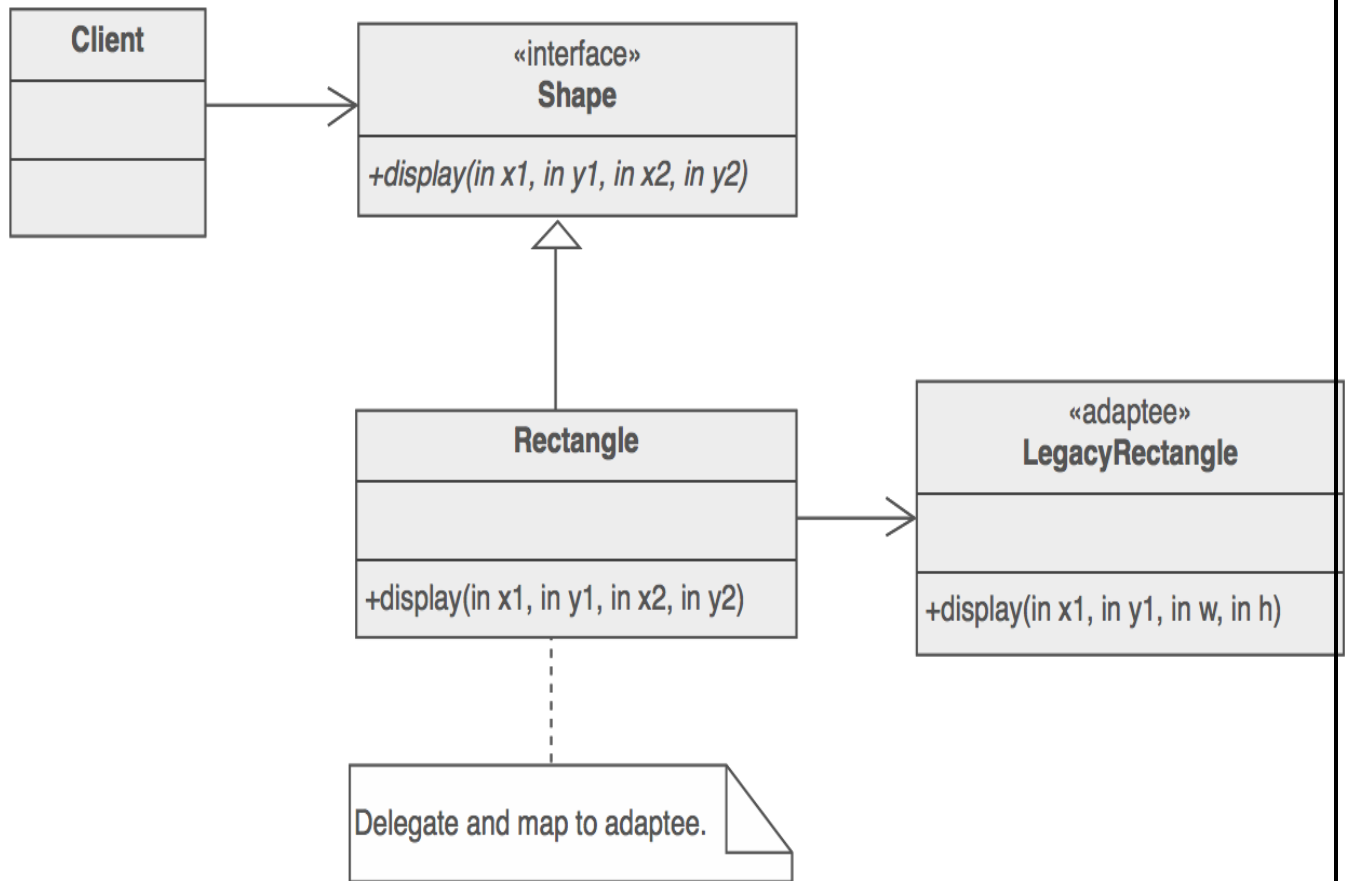 Client
«interface»
Shape
+display(in x1, in y1, in x2, in y2)
Rectangle
+display(in x1, in y1, in x2, in y2)
«adaptee»
LegacyRectangle
+display(in x1, in y1, in w, in h)
Delegate and map to adaptee.